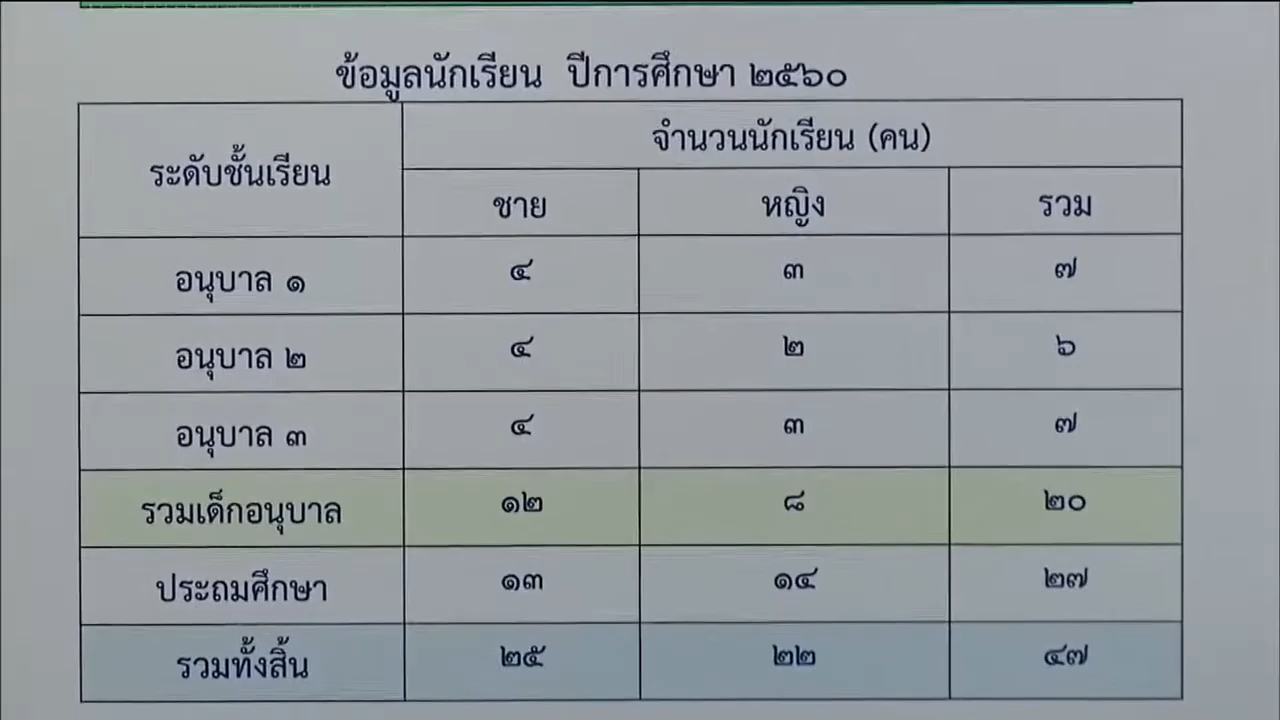 ข้อมูลนักเรียน ปีการศึกษา ๒๕๖๐
ระดับชั้นเรียน
จำนวนนักเรียน (คน)
ชาย หญิง รวม
อนุบาล ๑ ๔ ๓ ๗
อนุบาล ๒ ๔ ๒ ๖
อนุบาล ๓ ๔ ๓ ๗
รวมเด็กอนุบาล ๑๒ ๘ ๒๐
ประถมศึกษา ๑๓ ๑๔ ๒๗
รวมทั้งสิ้น ๒๕ ๒๒ ๔๗